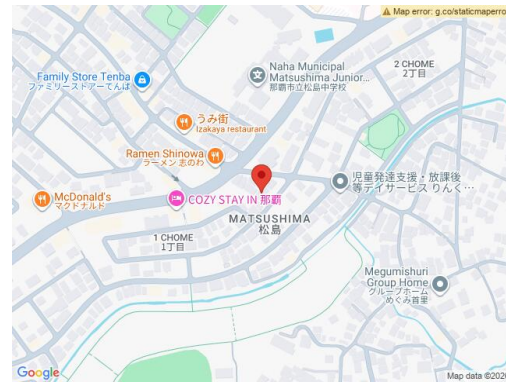 Map error: g.co/staticmaperro
2 CHOME
2丁目
Naha Municipal
Matsushima Junior...
那覇市立松島中学校
Family Store Tenba
ファミリーズストアーてんば
うみ街
Izakaya restaurant
Ramen Shinowa
ラーメン 志のわ
児童発達支援・放課後
等デイサービス りんく…
McDonald's
マクドナルド
COZY STAY IN 那覇
MATSUSHIMA
松島
1 CHOME
1丁目
Megumishuri
Group Home
グループホーム
めぐみ首里
Google
Map data ©2026